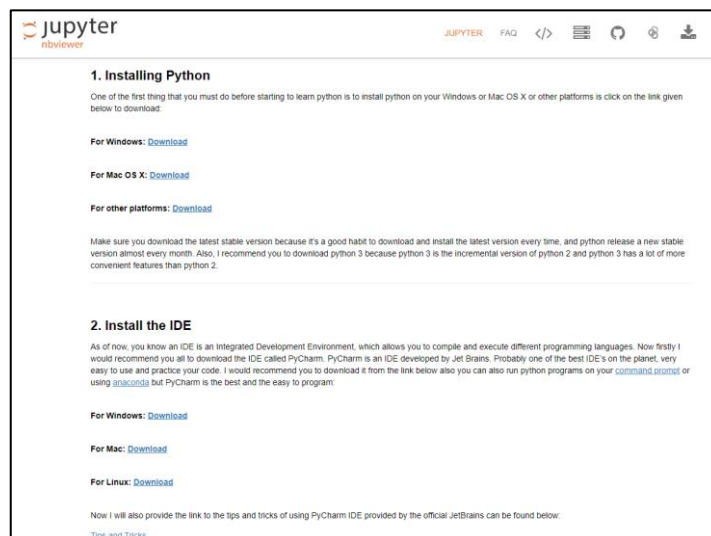 jupyter
nbviewer
JUPYTER FAQ </>
1. Installing Python
One of the first thing that you must do before starting to learn python is to install python on your Windows or Mac OS X or other platforms is click on the link given
below to download:
For Windows: Download
For Mac OS X: Download
For other platforms: Download
Make sure you download the latest stable version because it's a good habit to download and install the latest version every time, and python release a new stable
version almost every month. Also, I recommend you to download python 3 because python 3 is the incremental version of python 2 and python 3 has a lot of more
convenient features than python 2.
2. Install the IDE
As of now, you know an IDE is an Integrated Development Environment, which allows you to compile and execute different programming languages. Now firstly I
would recommend you all to download the IDE called PyCharm. PyCharm is an IDE developed by Jet Brains. Probably one of the best IDE's on the planet, very
easy to use and practice your code. I would recommend you to download it from the link below also you can also run python programs on your command prompt or
using anaconda but PyCharm is the best and the easy to program:
For Windows: Download
For Mac: Download
For Linux: Download
Now I will also provide the link to the tips and tricks of using PyCharm IDE provided by the official JetBrains can be found below:
Tips and Tricks